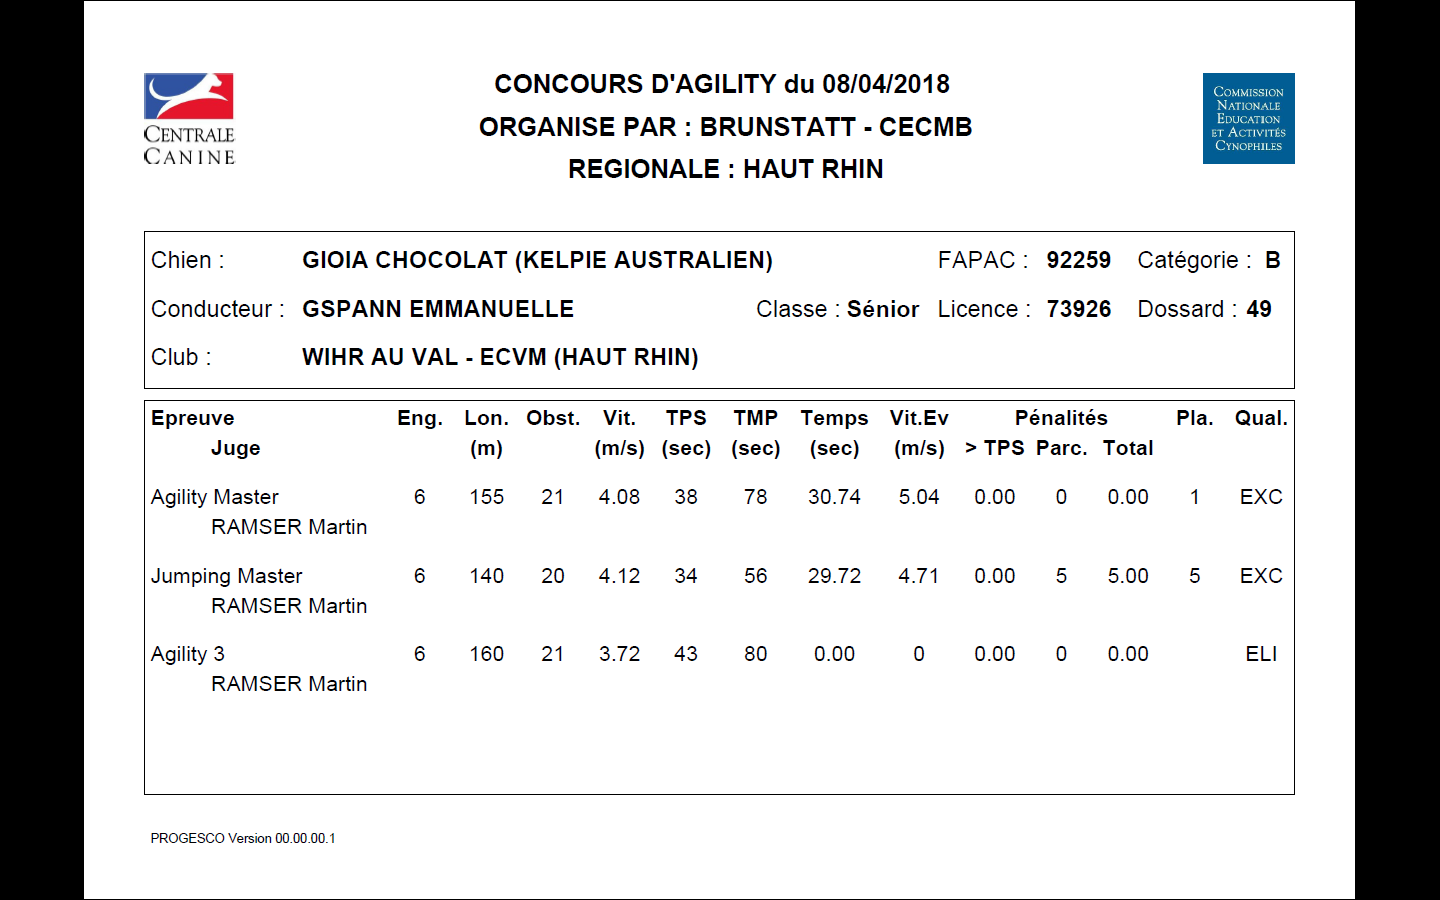 CENTRALE
CANINE
CONCOURS D'AGILITY du 08/04/2018
ORGANISE PAR : BRUNSTATT - CECMB
REGIONALE : HAUT RHIN
COMMISSION
NATIONALE
EDUCATION
ET ACTIVITÉS
CYNOPHILES
Chien : GIOIA CHOCOLAT (KELPIE AUSTRALIEN) FAPAC : 92259 Catégorie : B
Conducteur : GSPANN EMMANUELLE Classe : Sénior Licence : 73926 Dossard : 49
Club : WIHR AU VAL - ECVM (HAUT RHIN)
Epreuve Eng. Lon. Obst. Vit. TPS TMP Temps Vit.Ev Pénalités Pla. Qual.
Juge (m) (m/s) (sec) (sec) (sec) (m/s) > TPS Parc. Total
Agility Master 6 155 21 4.08 38 78 30.74 5.04 0.00 0 0.00 1 EXC
RAMSER Martin
Jumping Master 6 140 20 4.12 34 56 29.72 4.71 0.00 5 5.00 5 EXC
RAMSER Martin
Agility 3 6 160 21 3.72 43 80 0.00 0 0.00 0 0.00 ELI
RAMSER Martin
PROGESCO Version 00.00.00.1